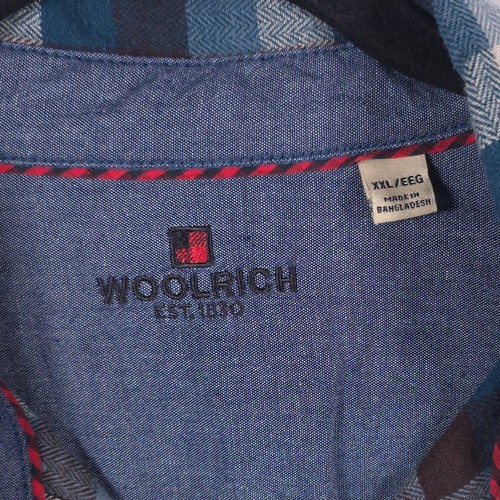 XXL/EEG
MADE IN
BANGLADESH
WOOLRICH
EST. 1830